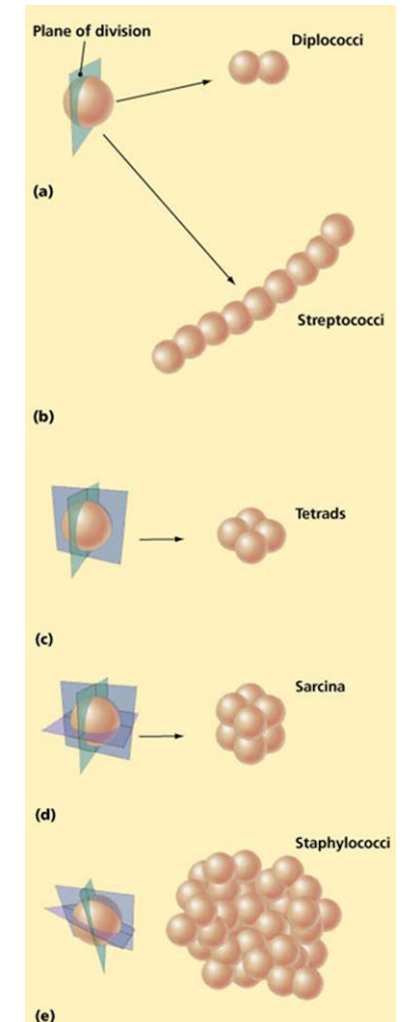 Plane of division
Diplococci
(a)
Streptococci
(b)
Tetrads
(c)
Sarcina
(d)
Staphylococci
(e)